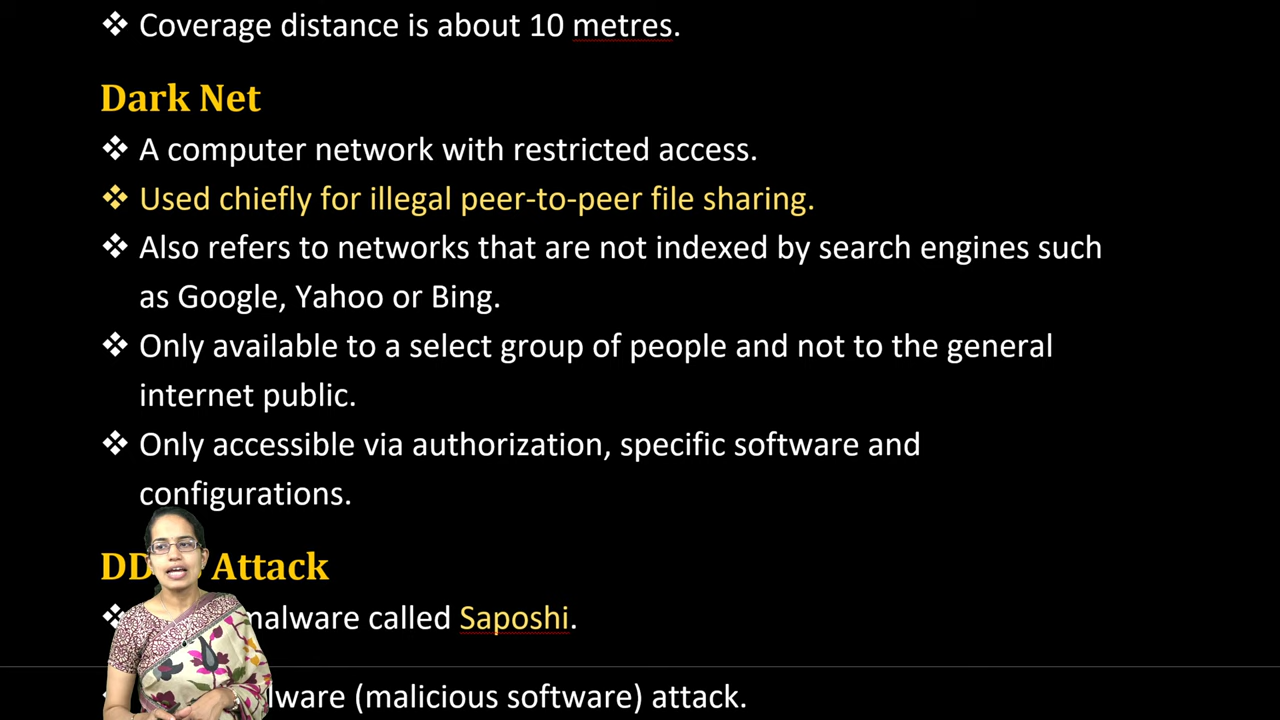 ❖ Coverage distance is about 10 metres.
Dark Net
❖ A computer network with restricted access.
❖ Used chiefly for illegal peer-to-peer file sharing.
❖ Also refers to networks that are not indexed by search engines such
as Google, Yahoo or Bing.
❖ Only available to a select group of people and not to the general
internet public.
❖ Only accessible via authorization, specific software and
configurations.
Attack
malware called Saposhi.
(malicious software) attack.